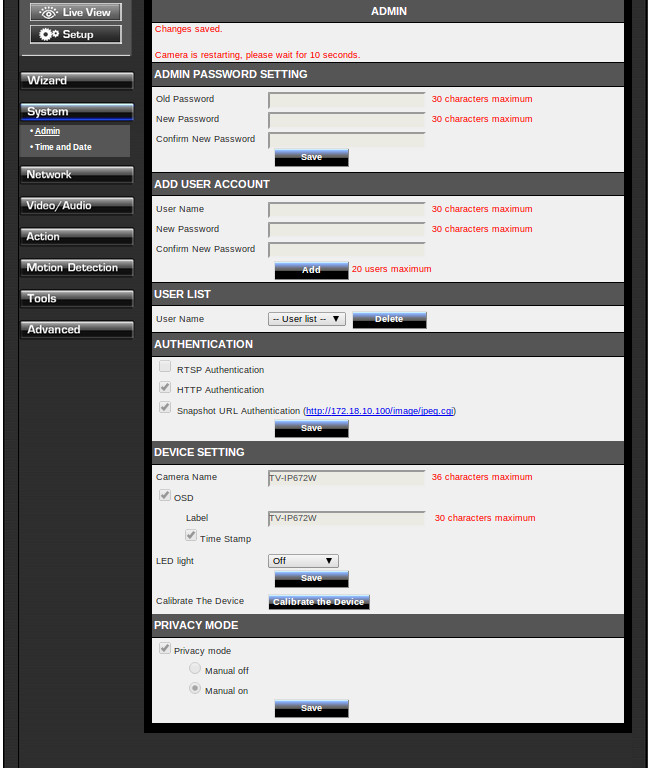 Live View
Setup
Wizard
System
• Admin
• Time and Date
Network
Video/Audio
Action
Motion Detection
Tools
Advanced
ADMIN
Changes saved.
Camera is restarting, please wait for 10 seconds.
ADMIN PASSWORD SETTING
Old Password 30 characters maximum
New Password 30 characters maximum
Confirm New Password
Save
ADD USER ACCOUNT
User Name 30 characters maximum
New Password 30 characters maximum
Confirm New Password
Add 20 users maximum
USER LIST
User Name -- User list -- Delete
AUTHENTICATION
RTSP Authentication
HTTP Authentication
Snapshot URL Authentication (http://172.18.10.100/image/jpeg.cgi)
Save
DEVICE SETTING
Camera Name TV-IP672W 36 characters maximum
OSD
Label TV-IP672W 30 characters maximum
Time Stamp
LED light Off
Save
Calibrate The Device Calibrate the Device
PRIVACY MODE
Privacy mode
Manual off
Manual on
Save